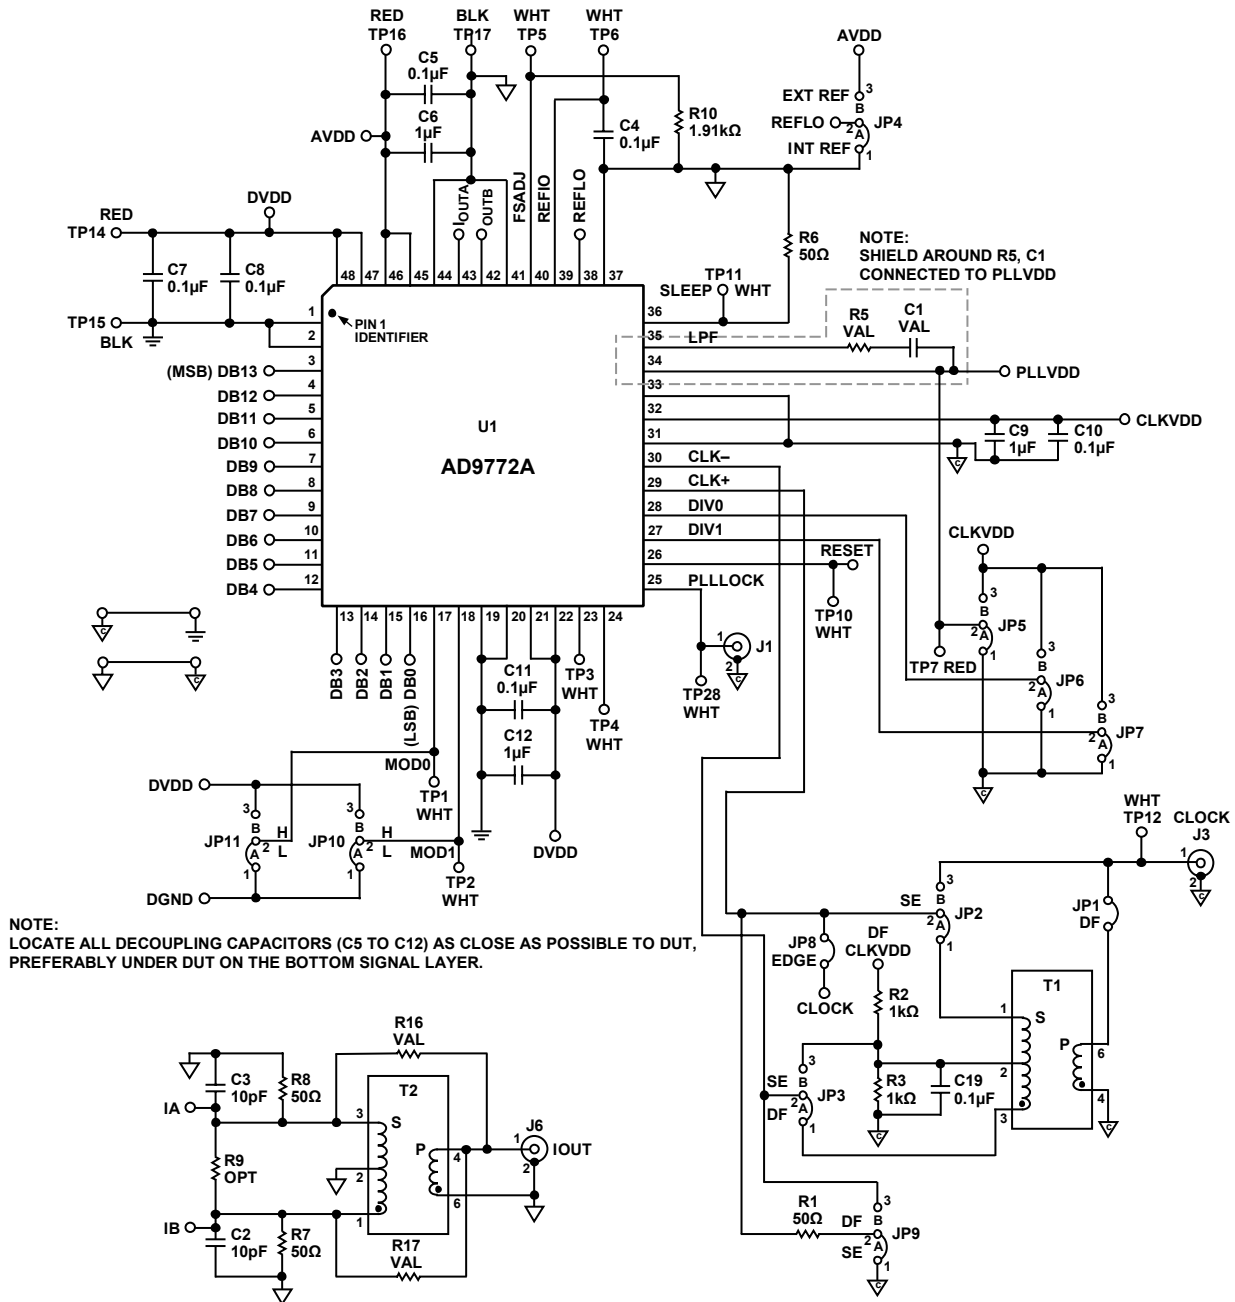 RED
TP16
BLK
TP17
WHT
TP5
WHT
TP6
AVDD
C5
0.1µF
C6
1µF
AVDD
C4
0.1µF
R10
1.91kΩ
EXT REF
3
B
REFLO
2
A
JP4
INT REF
1
IOUTA
IOUTB
FSADJ
REFIO
REFLO
DVDD
RED
TP14
C7
0.1µF
C8
0.1µF
TP15
BLK
R6
50Ω
NOTE:
SHIELD AROUND R5, C1
CONNECTED TO PLLVDD
TP11
SLEEP
WHT
48
47
46
45
44
43
42
41
40
39
38
37
PIN 1
IDENTIFIER
1
2
3
4
5
6
7
8
9
10
11
12
(MSB) DB13
DB12
DB11
DB10
DB9
DB8
DB7
DB6
DB5
DB4
U1
AD9772A
36
35
34
33
32
31
30
29
28
27
26
25
LPF
R5
VAL
C1
VAL
PLLVDD
CLKVDD
C9
1µF
C10
0.1µF
C
CLK–
CLK+
DIV0
DIV1
RESET
PLLLOCK
TP10
WHT
CLKVDD
3
B
2
A
JP5
1
TP7 RED
3
B
2
A
JP6
1
3
B
2
A
JP7
1
C
13
14
15
16
17
18
19
20
21
22
23
24
DB3
DB2
DB1
(LSB) DB0
C
C
C11
0.1µF
C12
1µF
TP3
WHT
TP4
WHT
1
J1
2
C
TP28
WHT
MOD0
TP1
WHT
DVDD
3
B
JP11
A
2
H
L
1
3
B
JP10
A
2
H
L
1
MOD1
TP2
WHT
DGND
DVDD
NOTE:
LOCATE ALL DECOUPLING CAPACITORS (C5 TO C12) AS CLOSE AS POSSIBLE TO DUT,
PREFERABLY UNDER DUT ON THE BOTTOM SIGNAL LAYER.
WHT
TP12
CLOCK
J3
1
2
C
3
SE
B
2
A
JP2
1
JP1
DF
JP8
EDGE
CLOCK
DF
CLKVDD
R2
1kΩ
T1
1
S
2
3
P
6
4
C
3
SE
B
2
A
JP3
DF
1
R3
1kΩ
C19
0.1µF
C
R1
50Ω
3
DF
B
2
A
JP9
SE
1
C
R16
VAL
C3
10pF
R8
50Ω
IA
T2
3
S
2
1
P
4
6
J6
1
IOUT
2
R9
OPT
IB
C2
10pF
R7
50Ω
R17
VAL